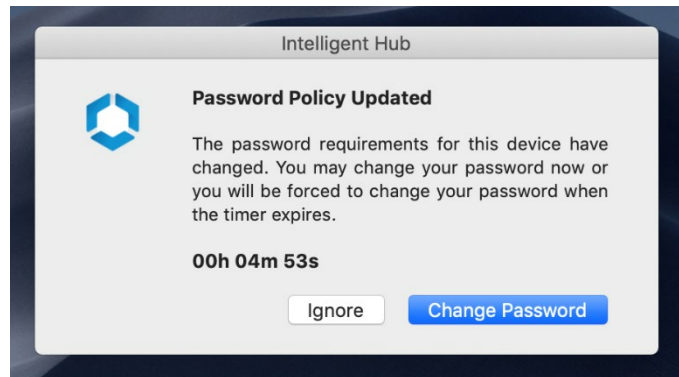 Intelligent Hub
Password Policy Updated
The password requirements for this device have
changed. You may change your password now or
you will be forced to change your password when
the timer expires.
00h 04m 53s
Ignore
Change Password